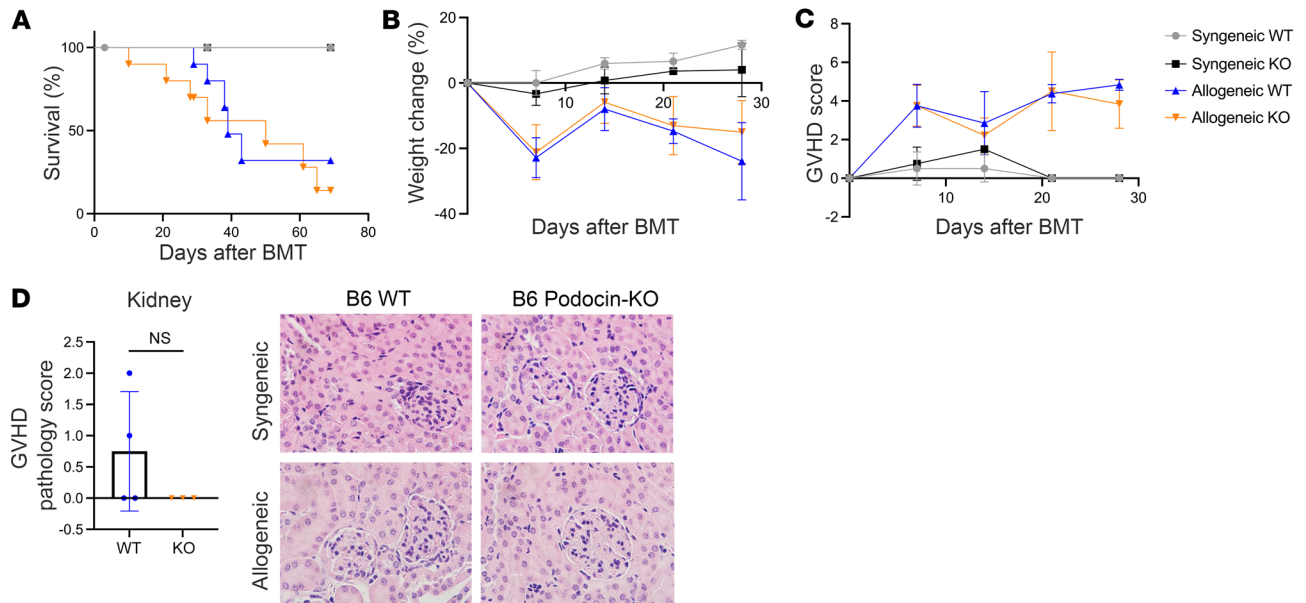 A
Survival (%)
100
50
0
0 20 40 60 80
Days after BMT
B
Weight change (%)
20
0
-20
-40
10 20 30
Days after BMT
C
GVHD score
8
6
4
2
0
-2
10 20 30
Days after BMT
Syngeneic WT
Syngeneic KO
Allogeneic WT
Allogeneic KO
D
Kidney
GVHD
pathology score
2.5
2.0
1.5
1.0
0.5
0.0
-0.5
NS
WT KO
B6 WT
B6 Podocin-KO
Syngeneic
Allogeneic